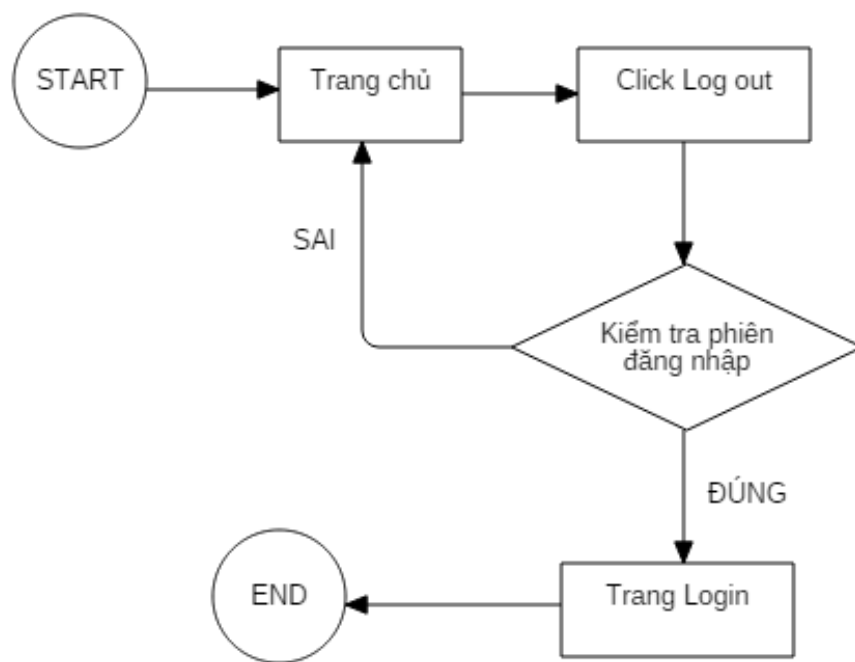 START
Trang chủ
Click Log out
SAI
Kiểm tra phiên
đăng nhập
ĐÚNG
END
Trang Login